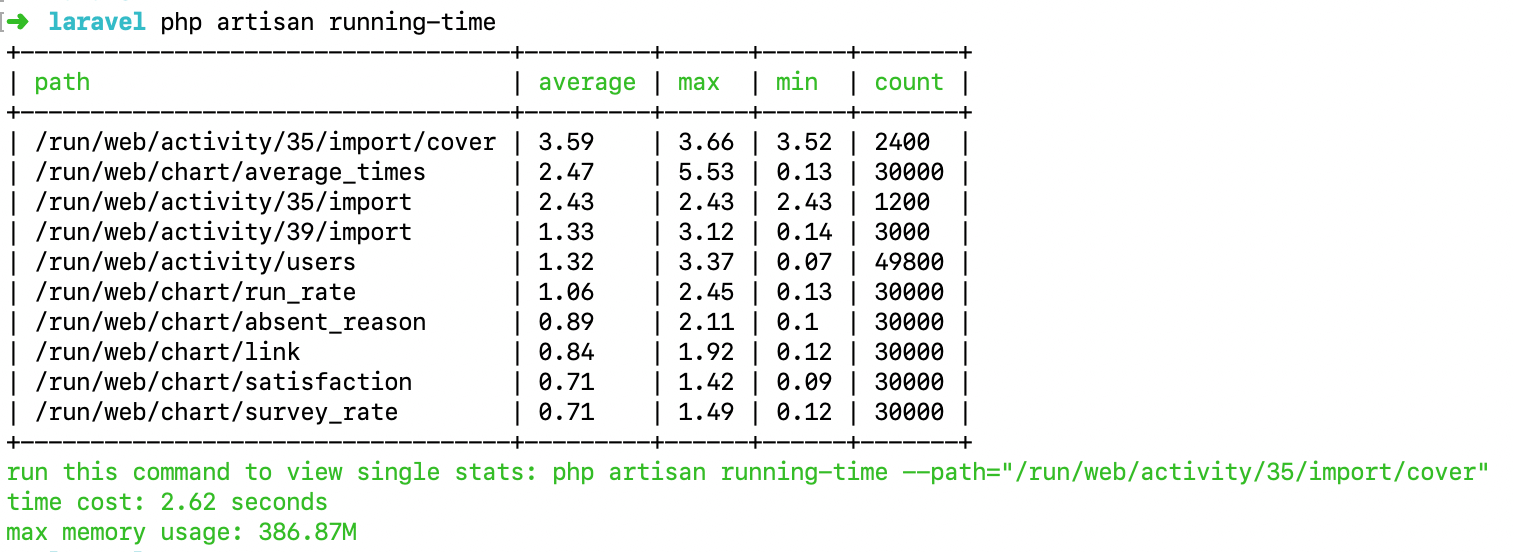 ➜ laravel php artisan running-time
+-----------------------------------+---------+------+------+-------+
| path                              | average | max  | min  | count |
+-----------------------------------+---------+------+------+-------+
| /run/web/activity/35/import/cover | 3.59    | 3.66 | 3.52 | 2400  |
| /run/web/chart/average_times      | 2.47    | 5.53 | 0.13 | 30000 |
| /run/web/activity/35/import       | 2.43    | 2.43 | 2.43 | 1200  |
| /run/web/activity/39/import       | 1.33    | 3.12 | 0.14 | 3000  |
| /run/web/activity/users           | 1.32    | 3.37 | 0.07 | 49800 |
| /run/web/chart/run_rate           | 1.06    | 2.45 | 0.13 | 30000 |
| /run/web/chart/absent_reason      | 0.89    | 2.11 | 0.1  | 30000 |
| /run/web/chart/link               | 0.84    | 1.92 | 0.12 | 30000 |
| /run/web/chart/satisfaction       | 0.71    | 1.42 | 0.09 | 30000 |
| /run/web/chart/survey_rate        | 0.71    | 1.49 | 0.12 | 30000 |
+-----------------------------------+---------+------+------+-------+
run this command to view single stats: php artisan running-time --path="/run/web/activity/35/import/cover"
time cost: 2.62 seconds
max memory usage: 386.87M